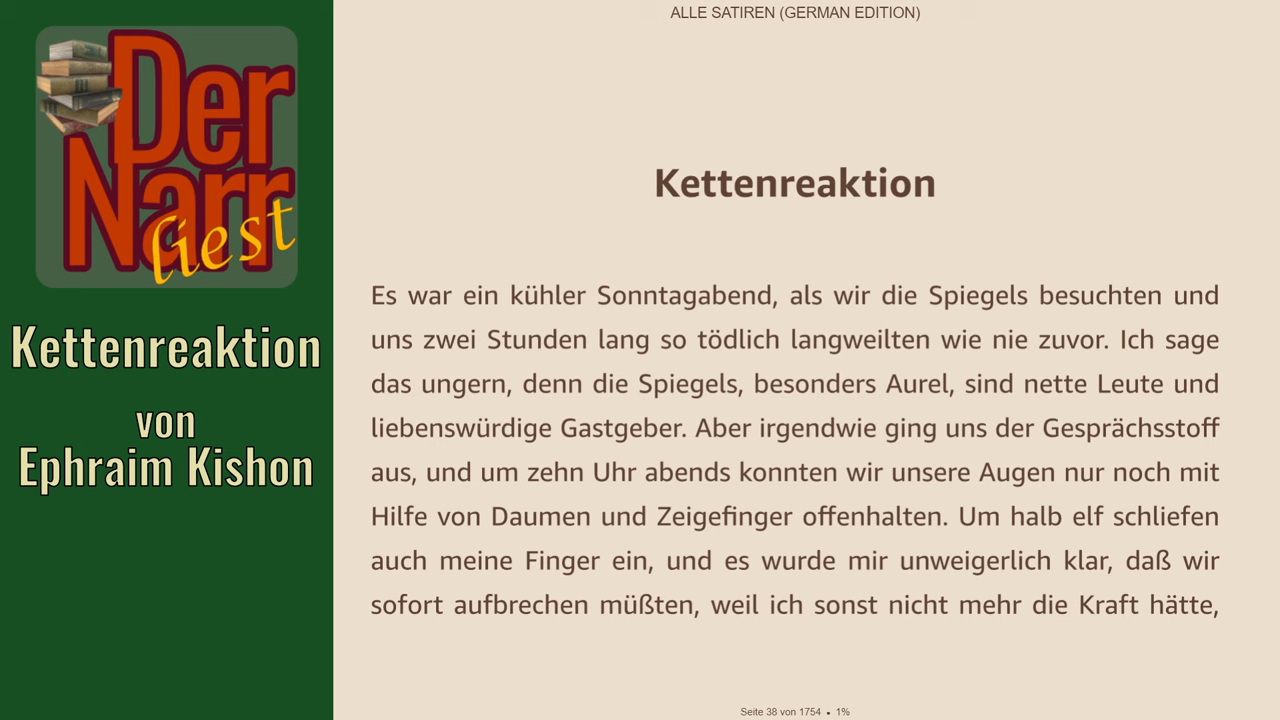 Der
Narr
liest
Kettenreaktion
von
Ephraim Kishon
ALLE SATIREN (GERMAN EDITION)
Kettenreaktion
Es war ein kühler Sonntagabend, als wir die Spiegels besuchten und
uns zwei Stunden lang so tödlich langweilten wie nie zuvor. Ich sage
das ungern, denn die Spiegels, besonders Aurel, sind nette Leute und
liebenswürdige Gastgeber. Aber irgendwie ging uns der Gesprächsstoff
aus, und um zehn Uhr abends konnten wir unsere Augen nur noch mit
Hilfe von Daumen und Zeigefinger offenhalten. Um halb elf schliefen
auch meine Finger ein, und es wurde mir unweigerlich klar, daß wir
sofort aufbrechen müßten, weil ich sonst nicht mehr die Kraft hätte,
Seite 38 von 1754 • 1%